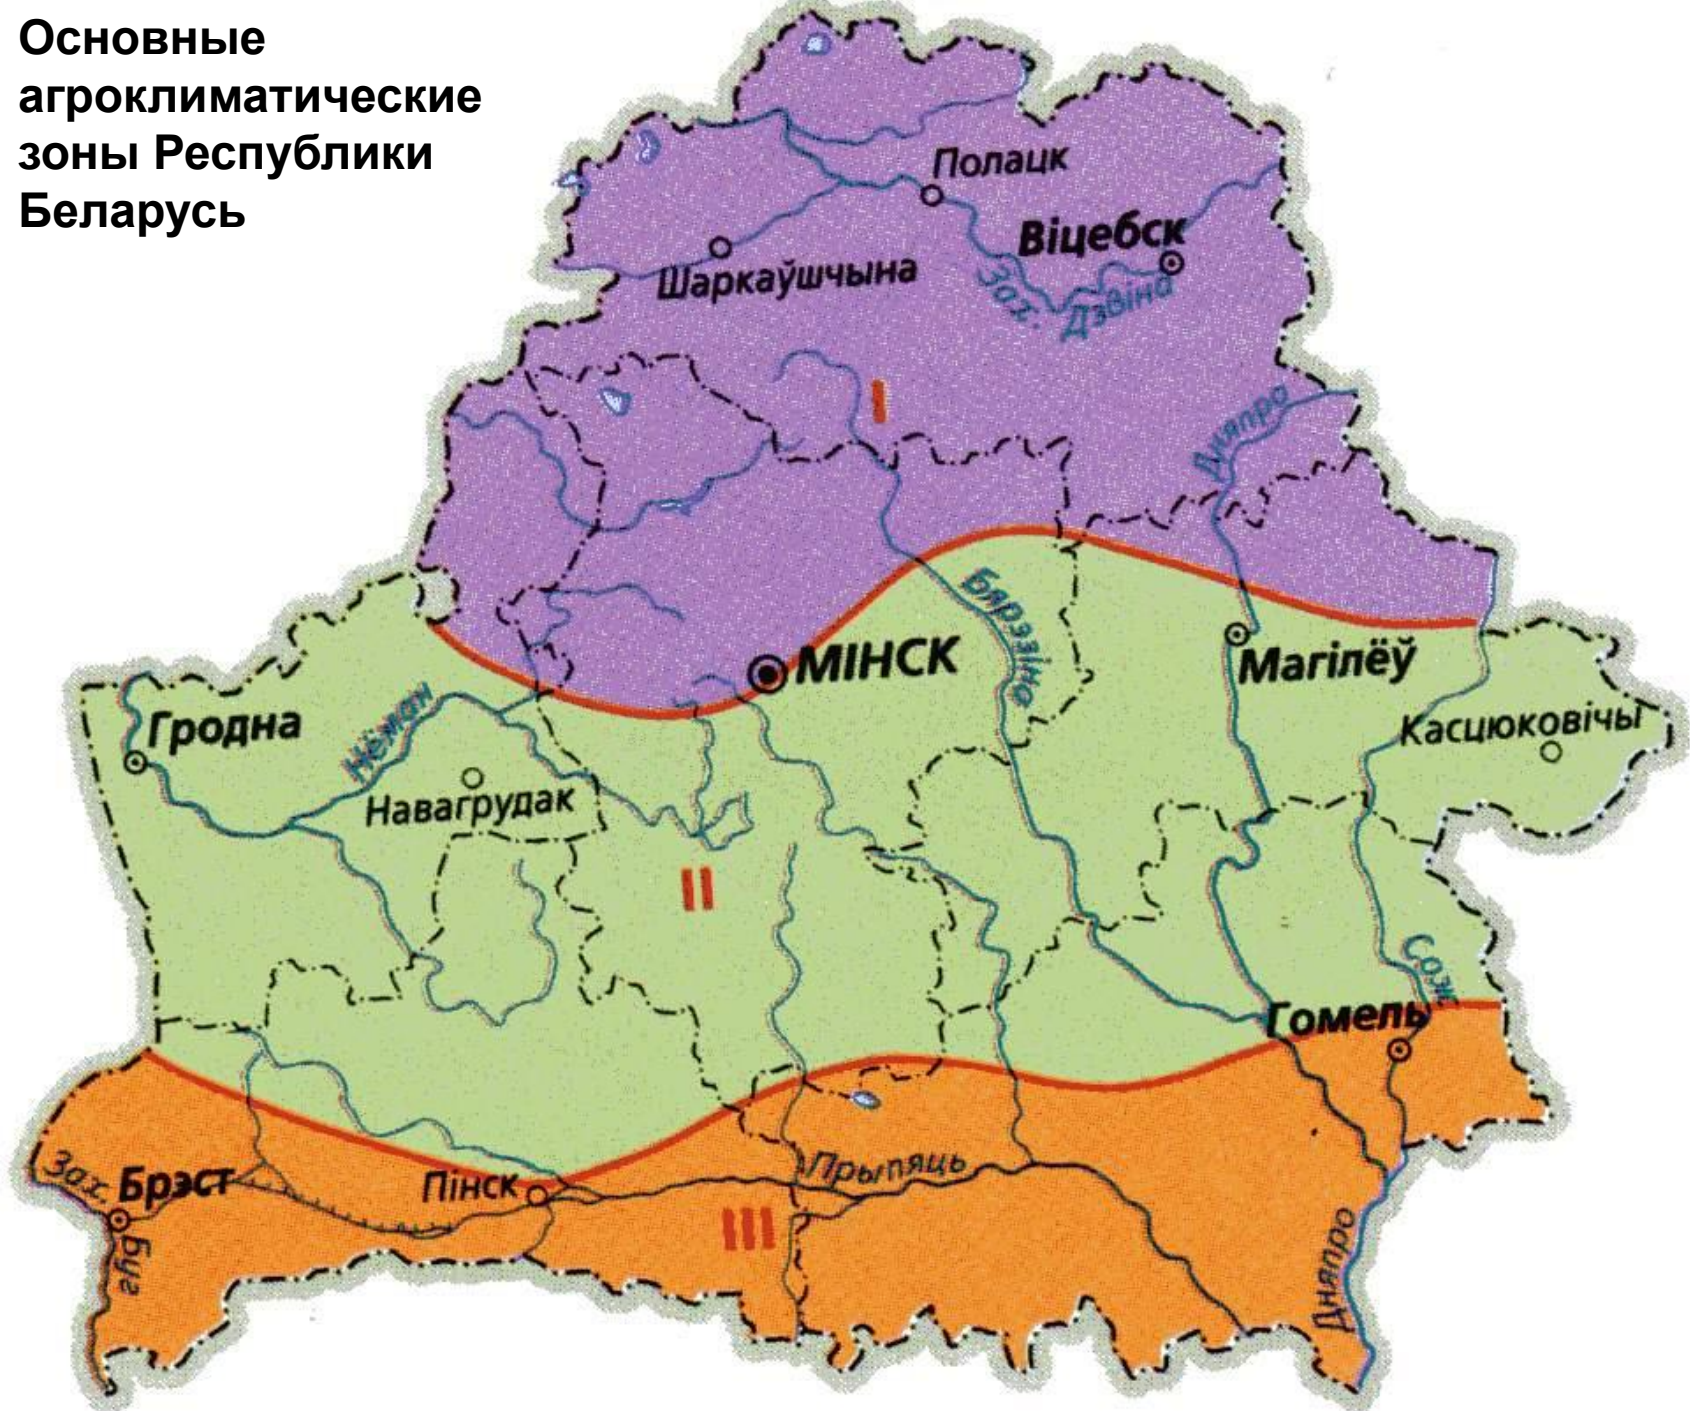 Основные
агроклиматические
зоны Республики
Беларусь
Полацк
Віцебск
Шаркаўшчына
Зах. Дзвіна
I
Дняпро
Бярэзіна
МІНСК
Магілёў
Гродна
Нёман
Касцюковічы
Навагрудак
II
Сож
Гомель
Зах. Буг
Брэст
Пінск
Прыпяць
III
Дняпро